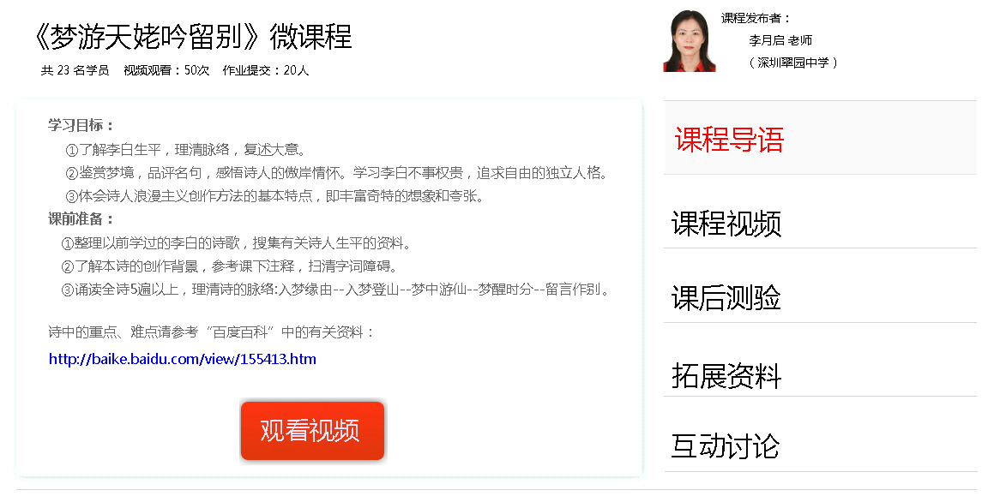 《梦游天姥吟留别》微课程
共 23 名学员 视频观看：50次 作业提交：20人
课程发布者：
李月启 老师
（ 深圳翠园中学 ）
学习目标：
①了解李白生平，理清脉络，复述大意。
②鉴赏梦境，品评名句，感悟诗人的傲岸情怀。学习李白不事权贵，追求自由的独立人格。
③体会诗人浪漫主义创作方法的基本特点，即丰富奇特的想象和夸张。
课前准备：
①整理以前学过的李白的诗歌，搜集有关诗人生平的资料。
②了解本诗的创作背景，参考课下注释，扫清字词障碍。
③诵读全诗5遍以上，理清诗的脉络:入梦缘由--入梦登山--梦中游仙--梦醒时分--留言作别。
诗中的重点、难点请参考“百度百科”中的有关资料：
http://baike.baidu.com/view/155413.htm
观看视频
课程导语
课程视频
课后测验
拓展资料
互动讨论